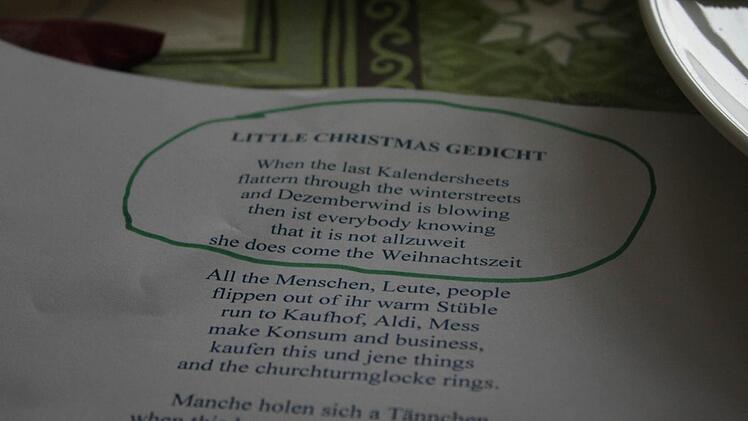 LITTLE CHRISTMAS GEDICHT
When the last Kalendersheets
flattern through the winterstreets
and Dezemberwind is blowing
then ist everybody knowing
that it is not allzuweit
she does come the Weihnachtszeit
All the Menschen, Leute, people
flippen out of ihr warm Stüble
run to Kaufhof, Aldi, Mess
make Konsum and business,
kaufen this und jene things
and the churchturmglocke rings.
Manche holen sich a Tännchen
when this